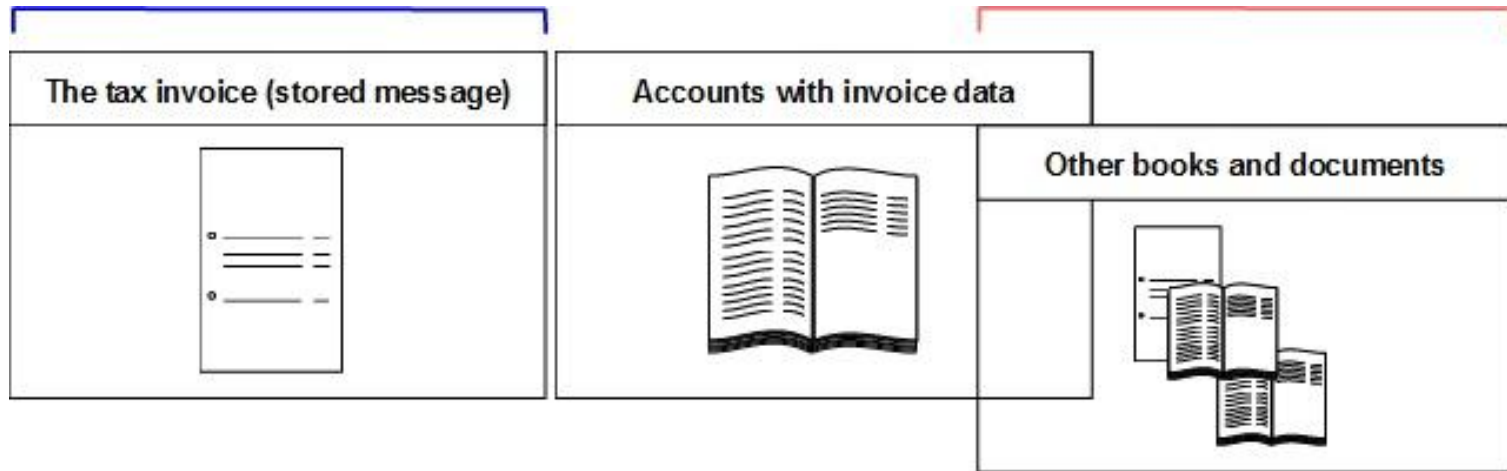 The tax invoice (stored message)
Accounts with invoice data
Other books and documents